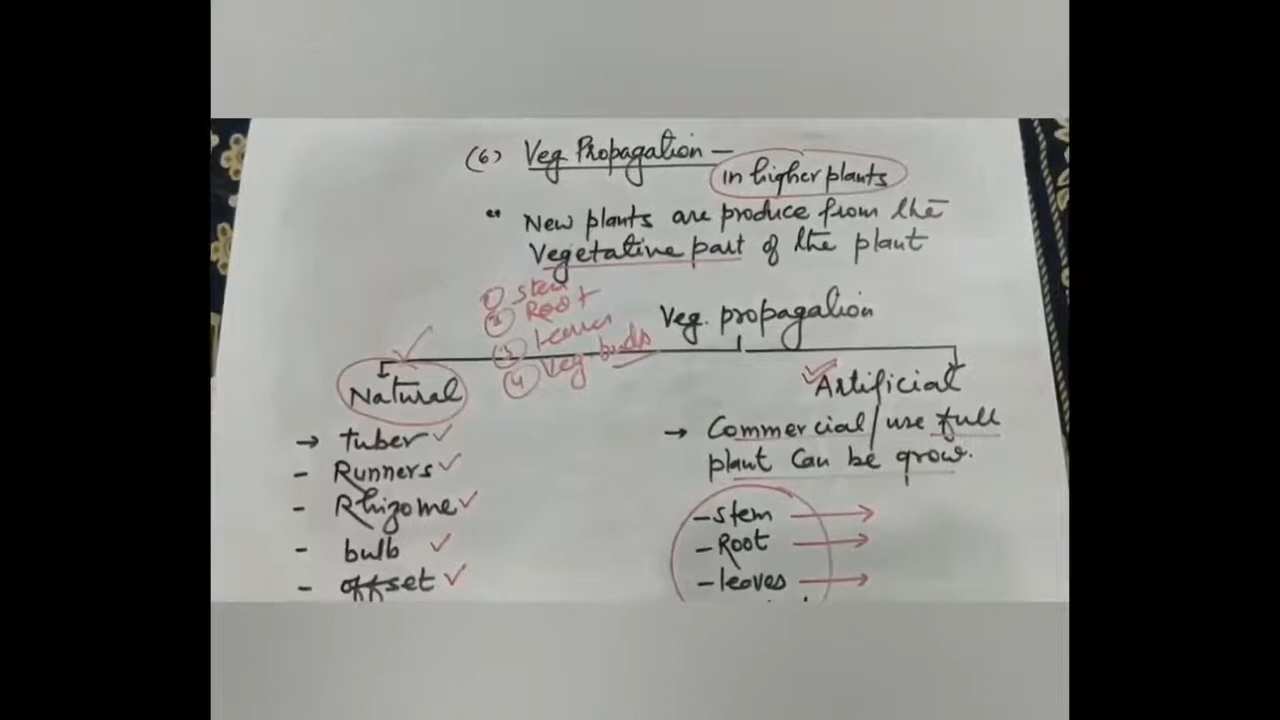 (6) Veg. Propagation —
in higher plants
" New plants are produce from the
Vegetative part of the plant
① stem
② Root
③ leaves
④ Veg buds
Veg. propagation
Natural
Artificial
→ tuber
- Runners
- Rhizome
- bulb
- offset
→ Commercial/use full
plant Can be grow.
- stem
- Root
- leaves